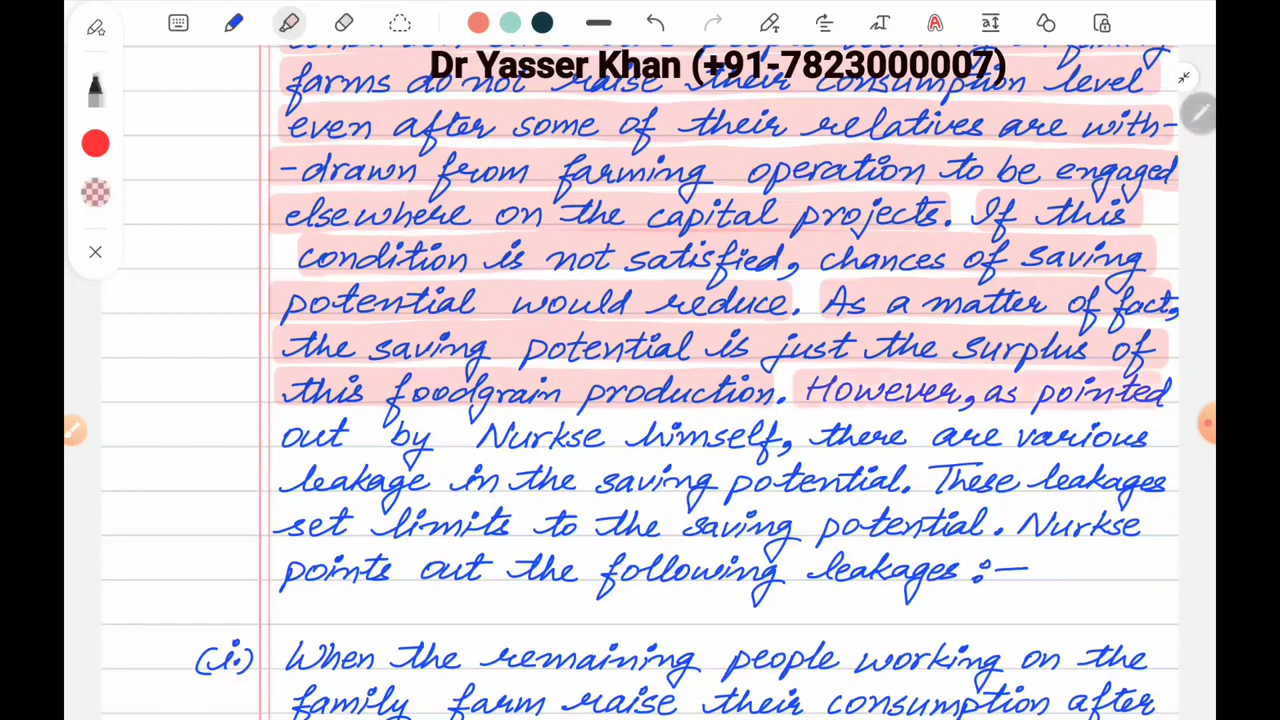 Dr Yasser Khan (+91-7823000007)
farms do not raise their consumption level
even after some of their relatives are with-
-drawn from farming operation to be engaged
elsewhere on the capital projects. If this
condition is not satisfied, chances of saving
potential would reduce. As a matter of fact,
the saving potential is just the surplus of
this foodgrain production. However, as pointed
out by Nurkse himself, there are various
leakage in the saving potential. These leakages
set limits to the saving potential. Nurkse
points out the following leakages :-
(i.) When the remaining people working on the
family farm raise their consumption after